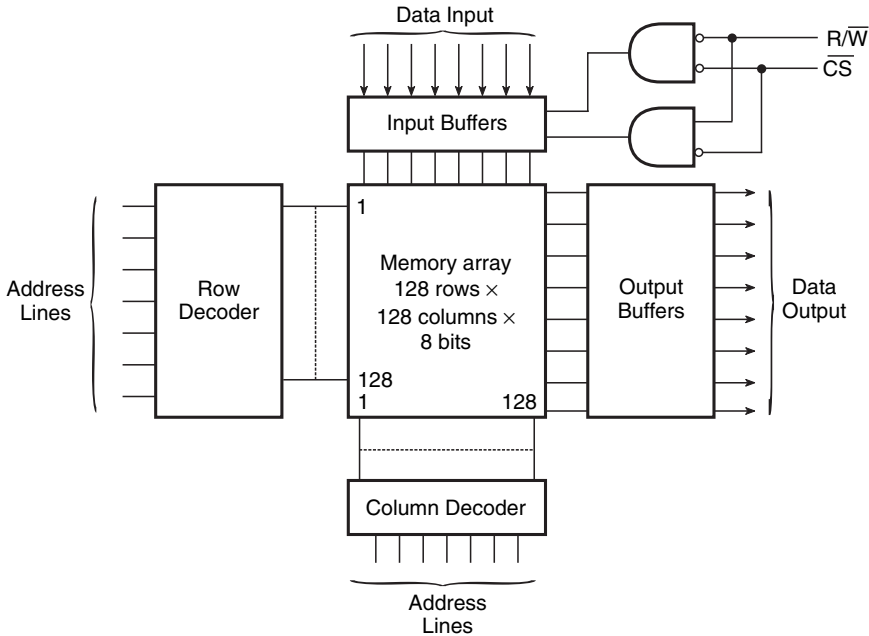 Data Input
R/W̅
C̅S̅
Input Buffers
1
Address
Lines
Row
Decoder
Memory array
128 rows ×
128 columns ×
8 bits
Output
Buffers
Data
Output
128
1
128
Column Decoder
Address
Lines